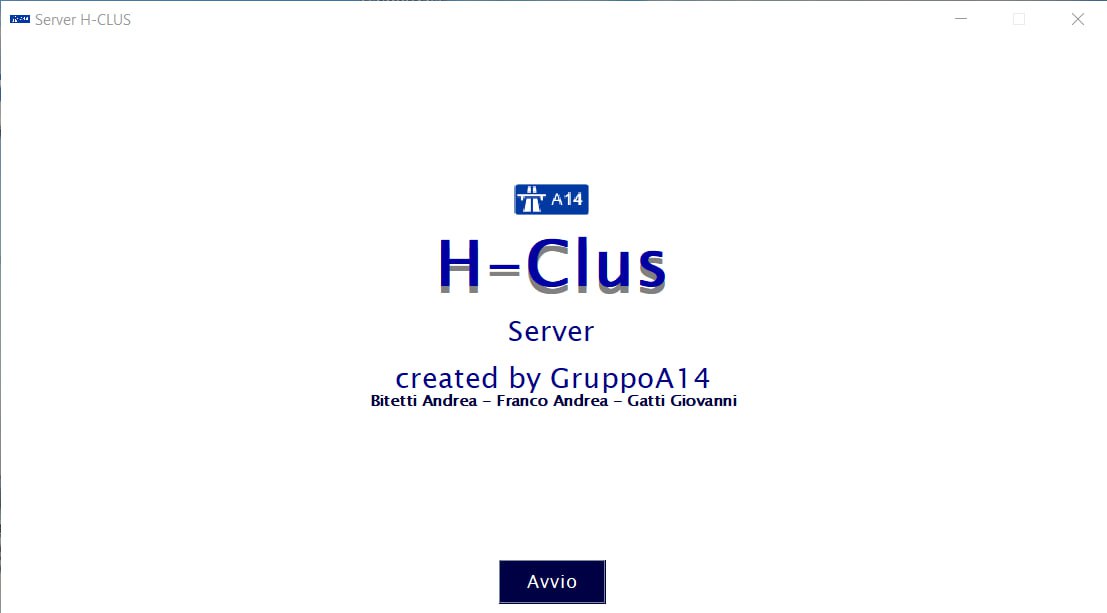 Server H-CLUS
A14
H-Clus
Server
created by GruppoA14
Bitetti Andrea - Franco Andrea - Gatti Giovanni
Avvio